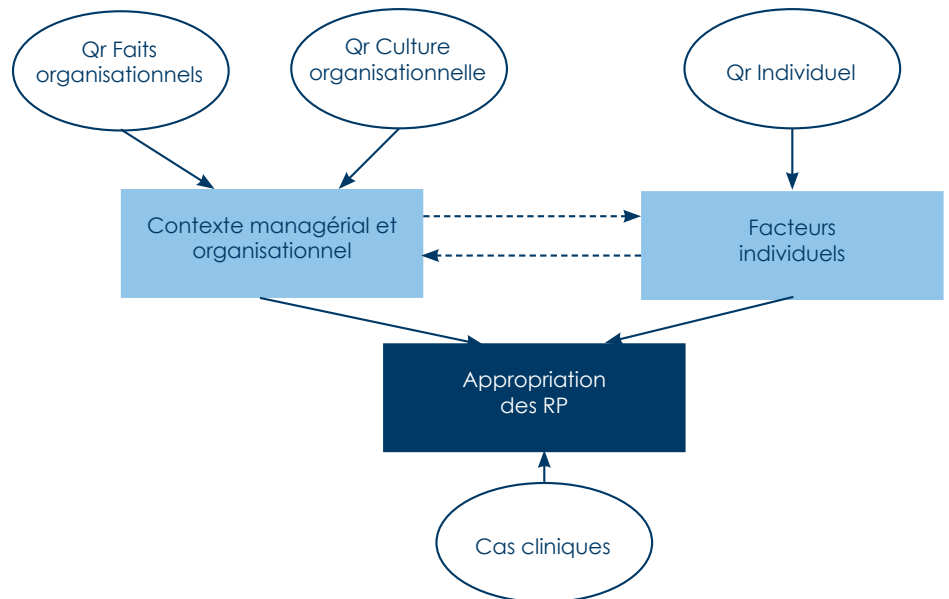 Qr Faits
organisationnels
Qr Culture
organisationnelle
Qr Individuel
Contexte managérial et
organisationnel
Facteurs
individuels
Appropriation
des RP
Cas cliniques